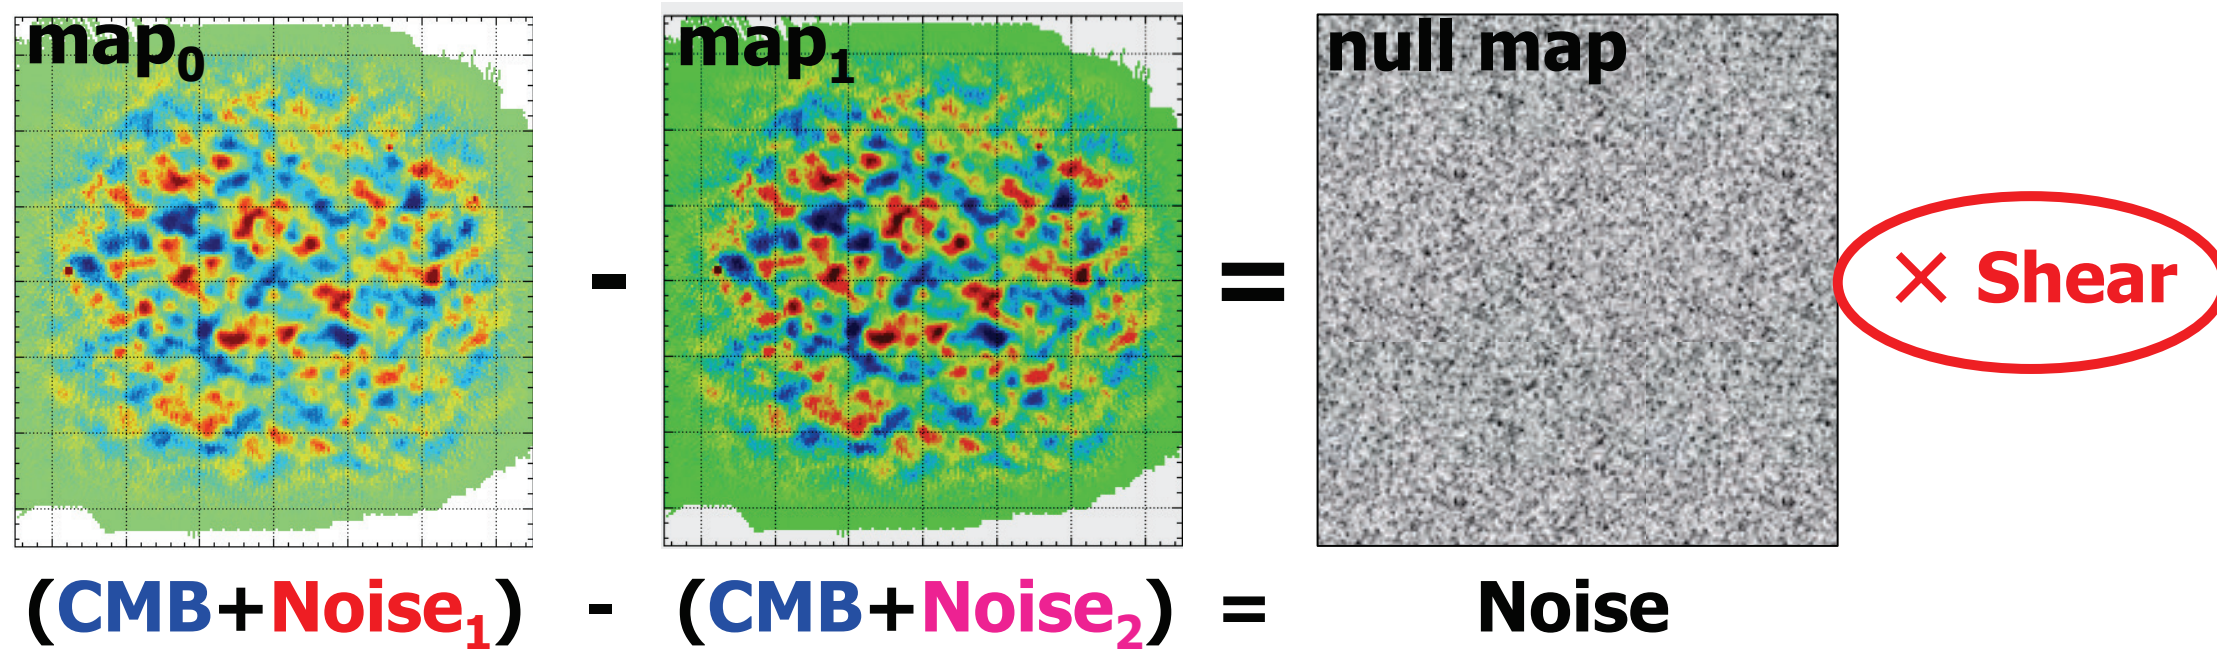 map₀ map₁ null map
- = × Shear
(CMB+Noise₁) - (CMB+Noise₂) = Noise